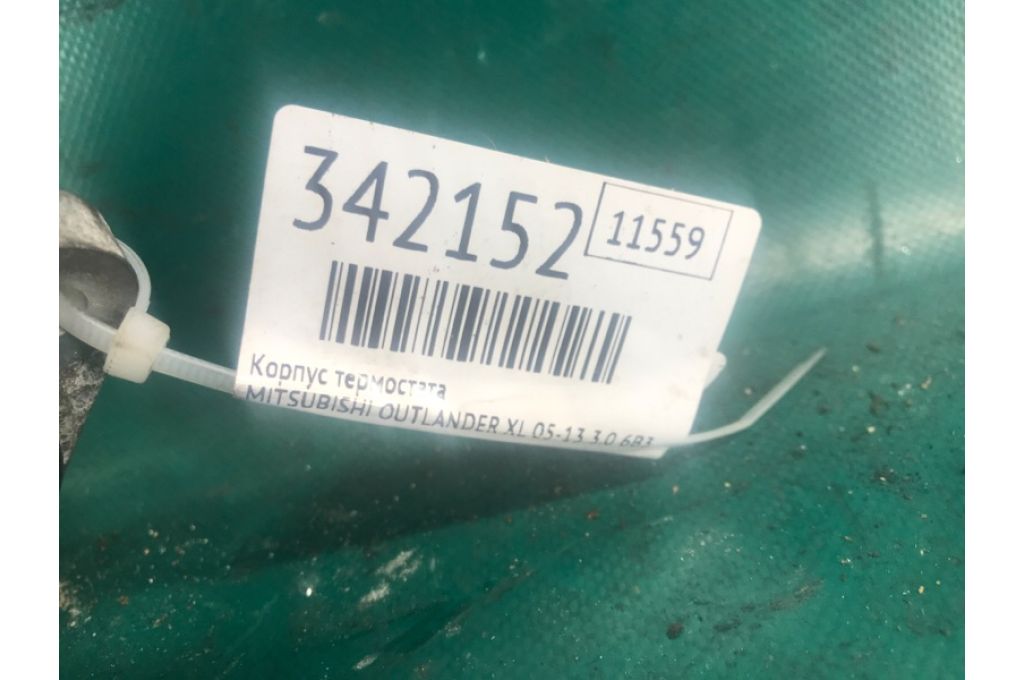 342152
11559
Корпус термостата
MITSUBISHI OUTLANDER XL 05-13 3.0 6B3